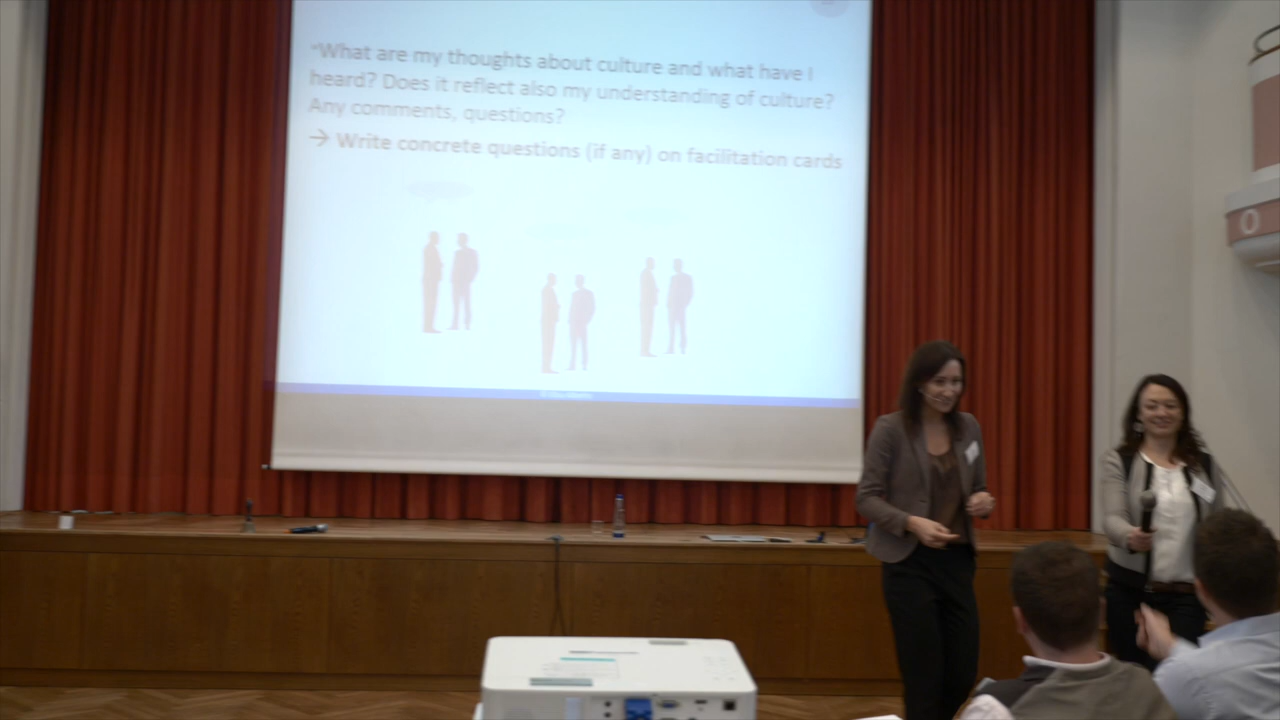 "What are my thoughts about culture and what have I
heard? Does it reflect also my understanding of culture?
Any comments, questions?
→ Write concrete questions (if any) on facilitation cards
O